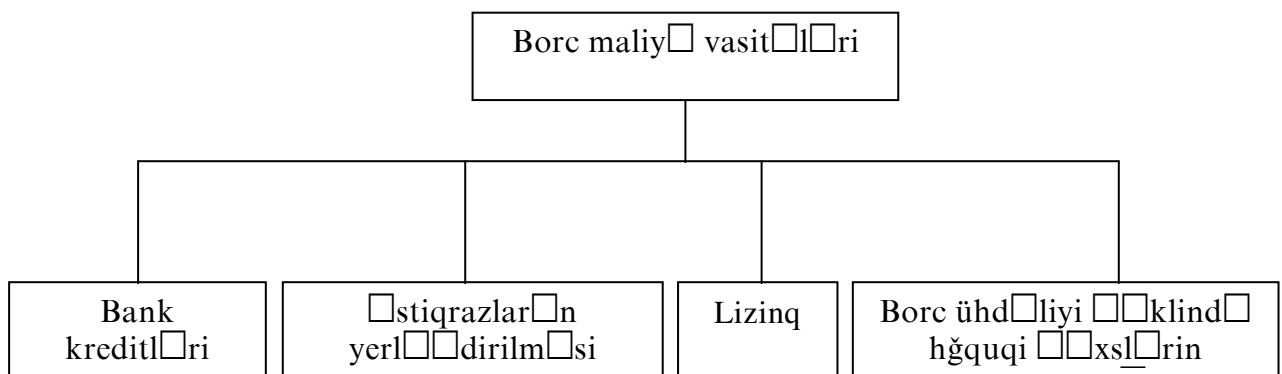 Borc maliy□ vasit□l□ri
Bank
kreditl□ri
□stiqrazlar□n
yerl□□dirilm□si
Lizinq
Borc ühd□liyi □□klind□
hğquqi □□xsl□rin